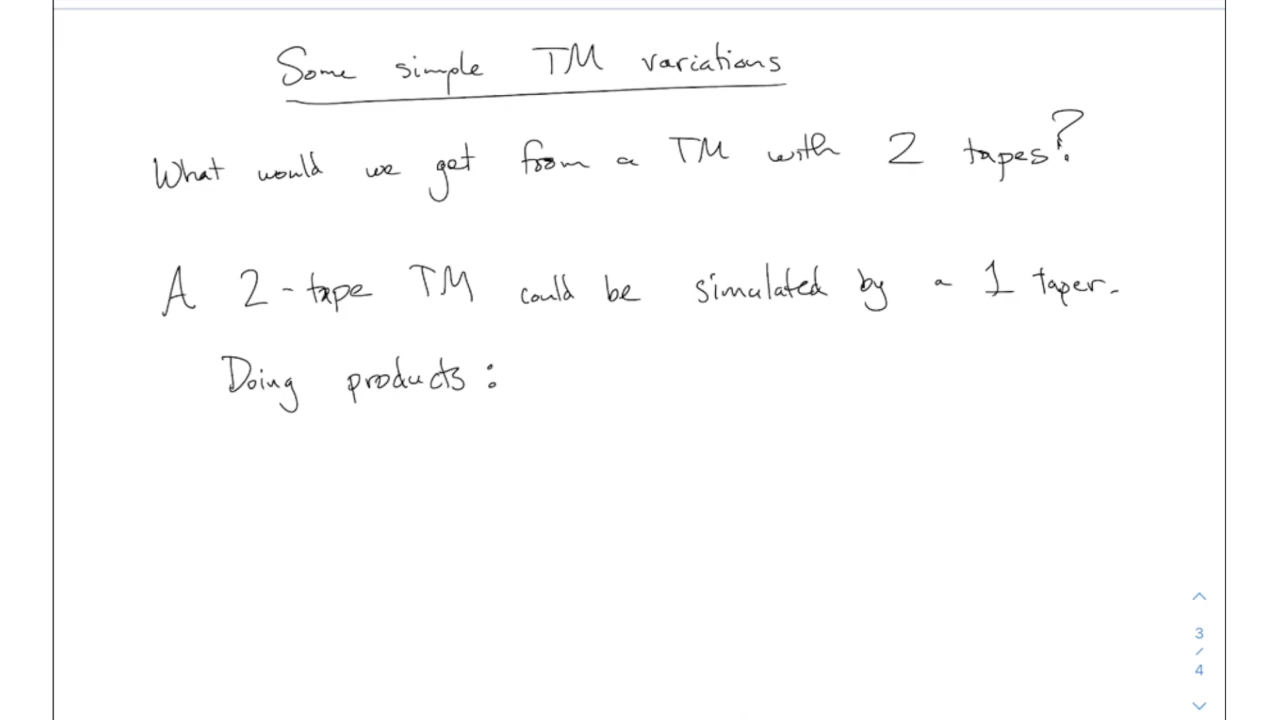 Some simple TM variations
What would we get from a TM with 2 tapes?
A 2-tape TM could be simulated by a 1 taper.
Doing products:
3
/
4